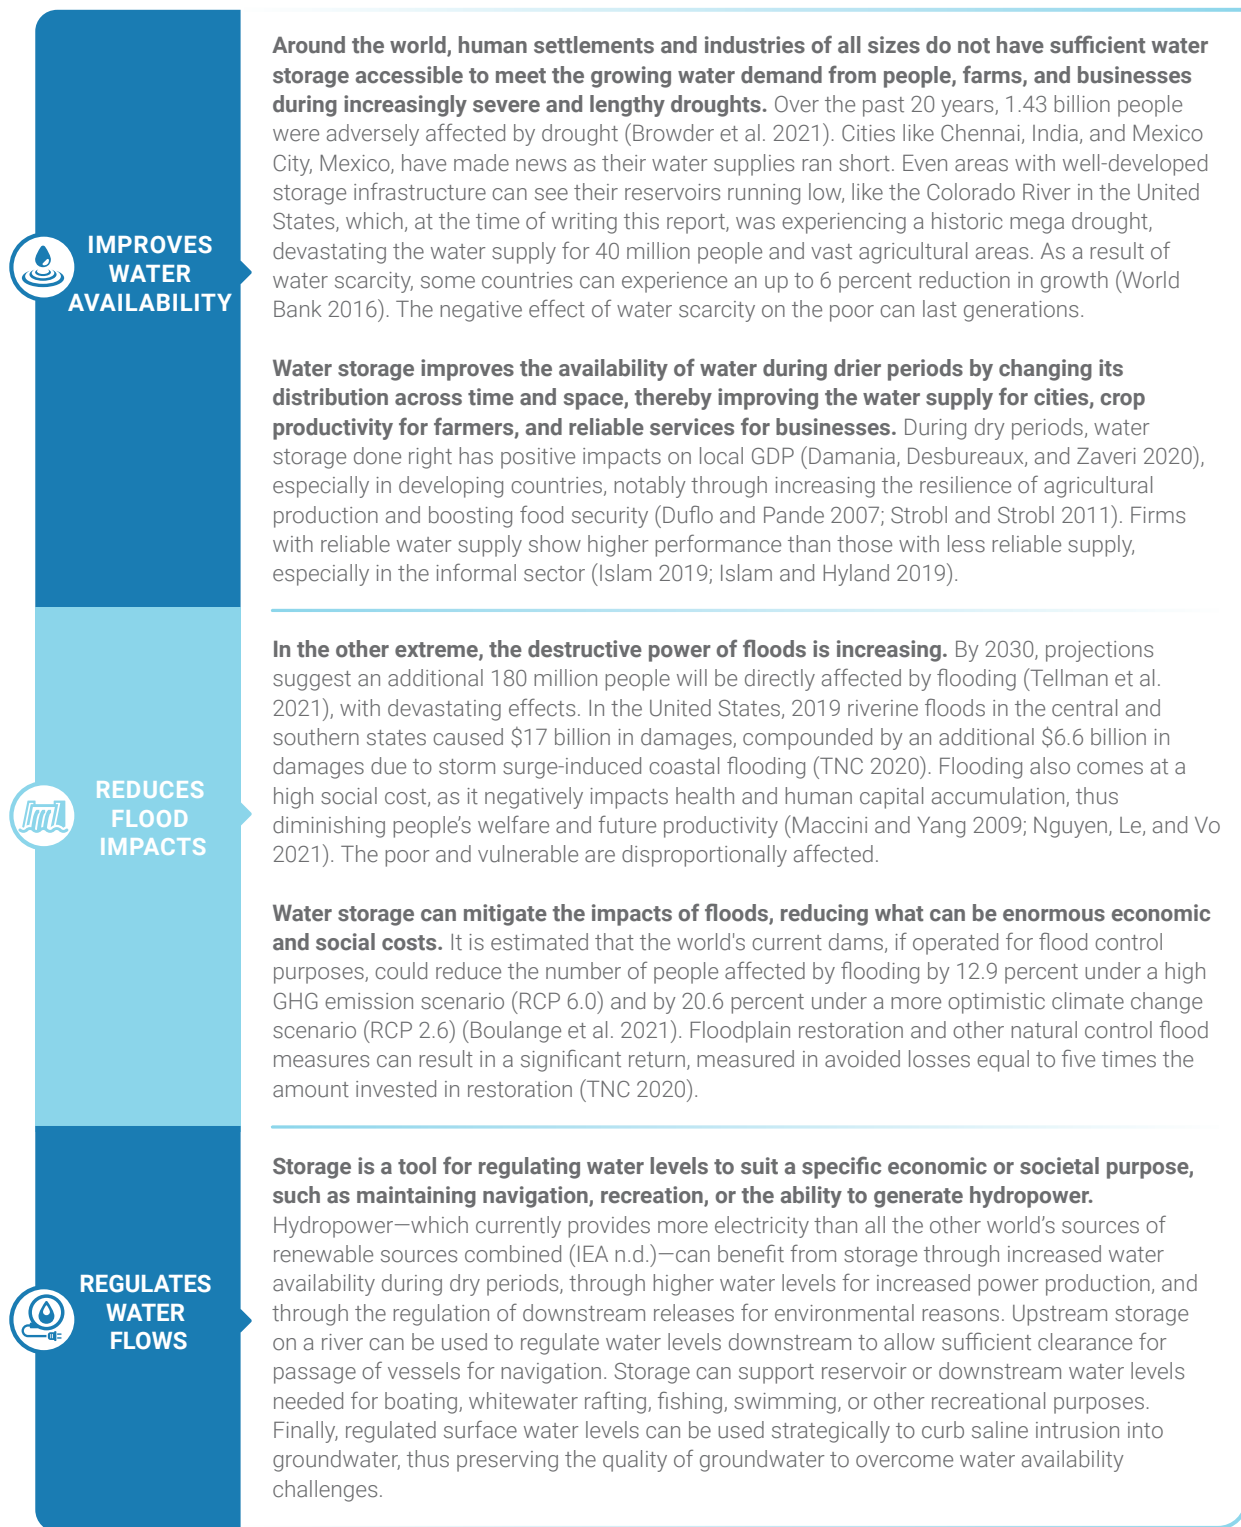 Around the world, human settlements and industries of all sizes do not have sufficient water
storage accessible to meet the growing water demand from people, farms, and businesses
during increasingly severe and lengthy droughts. Over the past 20 years, 1.43 billion people
were adversely affected by drought (Browder et al. 2021). Cities like Chennai, India, and Mexico
City, Mexico, have made news as their water supplies ran short. Even areas with well-developed
storage infrastructure can see their reservoirs running low, like the Colorado River in the United
States, which, at the time of writing this report, was experiencing a historic mega drought,
devastating the water supply for 40 million people and vast agricultural areas. As a result of
water scarcity, some countries can experience an up to 6 percent reduction in growth (World
Bank 2016). The negative effect of water scarcity on the poor can last generations.
IMPROVES
WATER
AVAILABILITY
Water storage improves the availability of water during drier periods by changing its
distribution across time and space, thereby improving the water supply for cities, crop
productivity for farmers, and reliable services for businesses. During dry periods, water
storage done right has positive impacts on local GDP (Damania, Desbureaux, and Zaveri 2020),
especially in developing countries, notably through increasing the resilience of agricultural
production and boosting food security (Duflo and Pande 2007; Strobl and Strobl 2011). Firms
with reliable water supply show higher performance than those with less reliable supply,
especially in the informal sector (Islam 2019; Islam and Hyland 2019).
In the other extreme, the destructive power of floods is increasing. By 2030, projections
suggest an additional 180 million people will be directly affected by flooding (Tellman et al.
2021), with devastating effects. In the United States, 2019 riverine floods in the central and
southern states caused $17 billion in damages, compounded by an additional $6.6 billion in
damages due to storm surge-induced coastal flooding (TNC 2020). Flooding also comes at a
high social cost, as it negatively impacts health and human capital accumulation, thus
diminishing people's welfare and future productivity (Maccini and Yang 2009; Nguyen, Le, and Vo
2021). The poor and vulnerable are disproportionally affected.
REDUCES
FLOOD
IMPACTS
Water storage can mitigate the impacts of floods, reducing what can be enormous economic
and social costs. It is estimated that the world's current dams, if operated for flood control
purposes, could reduce the number of people affected by flooding by 12.9 percent under a high
GHG emission scenario (RCP 6.0) and by 20.6 percent under a more optimistic climate change
scenario (RCP 2.6) (Boulange et al. 2021). Floodplain restoration and other natural control flood
measures can result in a significant return, measured in avoided losses equal to five times the
amount invested in restoration (TNC 2020).
Storage is a tool for regulating water levels to suit a specific economic or societal purpose,
such as maintaining navigation, recreation, or the ability to generate hydropower.
Hydropower—which currently provides more electricity than all the other world's sources of
renewable sources combined (IEA n.d.)—can benefit from storage through increased water
availability during dry periods, through higher water levels for increased power production, and
through the regulation of downstream releases for environmental reasons. Upstream storage
on a river can be used to regulate water levels downstream to allow sufficient clearance for
passage of vessels for navigation. Storage can support reservoir or downstream water levels
needed for boating, whitewater rafting, fishing, swimming, or other recreational purposes.
Finally, regulated surface water levels can be used strategically to curb saline intrusion into
groundwater, thus preserving the quality of groundwater to overcome water availability
challenges.
REGULATES
WATER
FLOWS